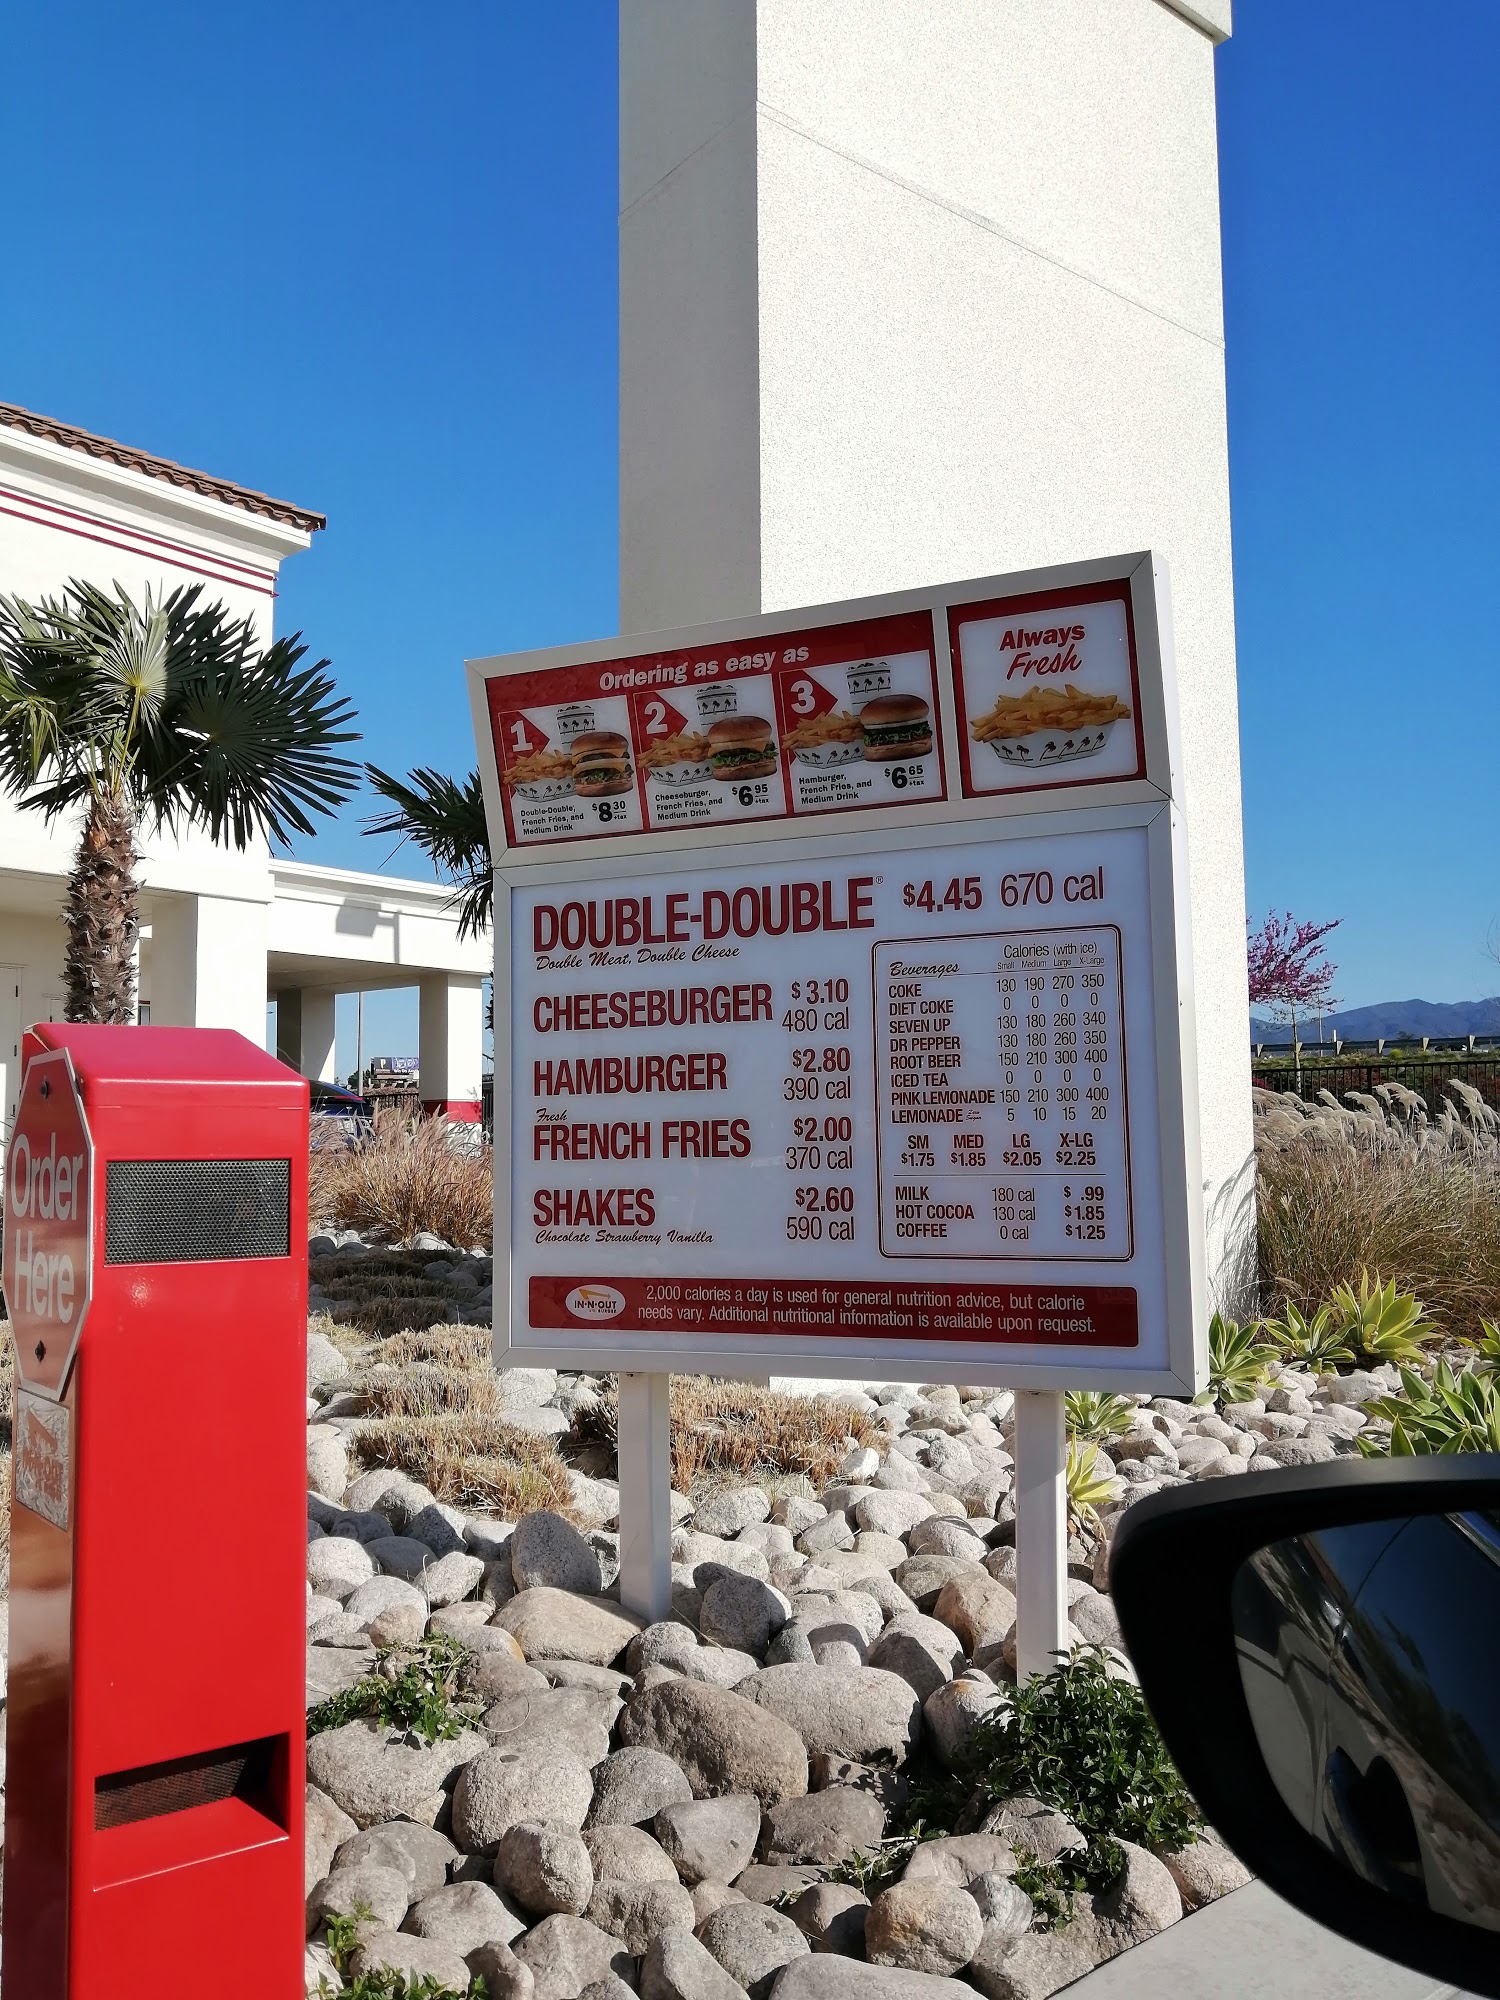 Ordering as easy as
1
Double-Double,
French Fries, and
Medium Drink
$8.30
+tax
2
Cheeseburger,
French Fries, and
Medium Drink
$6.95
+tax
3
Hamburger,
French Fries, and
Medium Drink
$6.65
+tax
Always
Fresh
DOUBLE-DOUBLE® $4.45 670 cal
Double Meat, Double Cheese
CHEESEBURGER $3.10
480 cal
HAMBURGER $2.80
390 cal
Fresh
FRENCH FRIES $2.00
370 cal
SHAKES $2.60
Chocolate Strawberry Vanilla 590 cal
Calories (with ice)
Beverages Small Medium Large X-Large
COKE 130 190 270 350
DIET COKE 0 0 0 0
SEVEN UP 130 180 260 340
DR PEPPER 130 180 260 350
ROOT BEER 150 210 300 400
ICED TEA 0 0 0 0
PINK LEMONADE 150 210 300 400
LEMONADE Zero Sugar 5 10 15 20
SM MED LG X-LG
$1.75 $1.85 $2.05 $2.25
MILK 180 cal $ .99
HOT COCOA 130 cal $1.85
COFFEE 0 cal $1.25
IN-N-OUT
BURGER
2,000 calories a day is used for general nutrition advice, but calorie
needs vary. Additional nutritional information is available upon request.
Order
Here